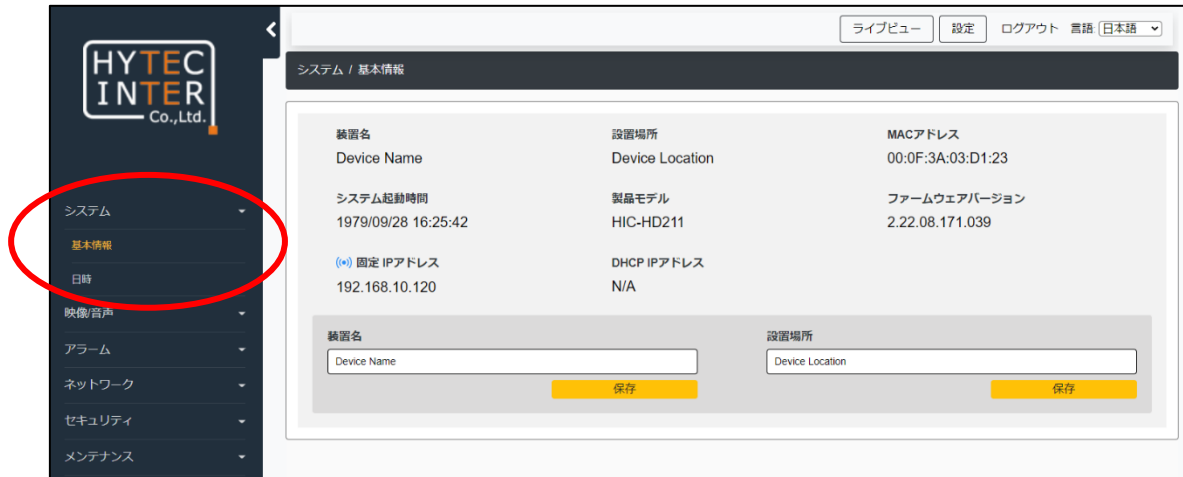 HYTEC
INTER
Co.,Ltd.
ライブビュー 設定 ログアウト 言語 日本語
システム / 基本情報
システム
基本情報
日時
映像/音声
アラーム
ネットワーク
セキュリティ
メンテナンス
装置名 設置場所 MACアドレス
Device Name Device Location 00:0F:3A:03:D1:23
システム起動時間 製品モデル ファームウェアバージョン
1979/09/28 16:25:42 HIC-HD211 2.22.08.171.039
固定 IPアドレス DHCP IPアドレス
192.168.10.120 N/A
装置名 設置場所
Device Name Device Location
保存 保存